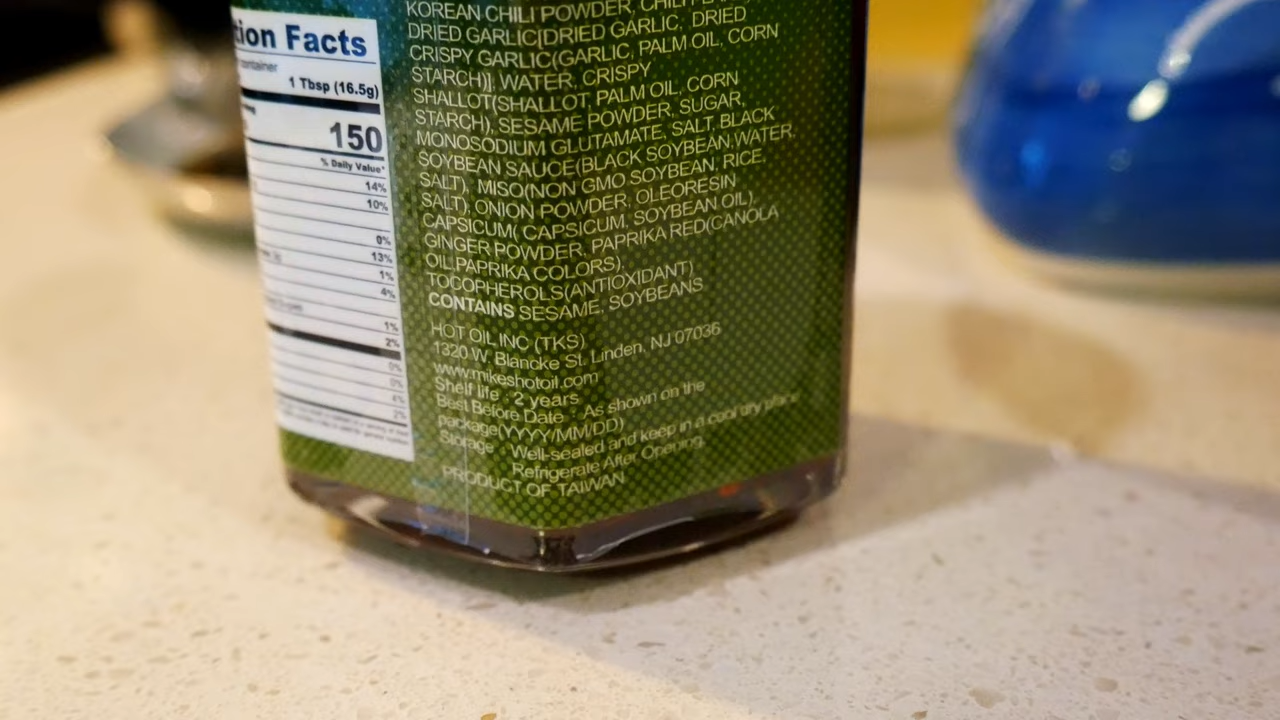 tion Facts
container
1 Tbsp (16.5g)
150
% Daily Value*
14%
10%
0%
13%
1%
4%
1%
2%
0%
0%
4%
2%
KOREAN CHILI POWDER, CHILI
DRIED GARLIC[DRIED GARLIC, DRIED
CRISPY GARLIC(GARLIC, PALM OIL, CORN
STARCH)], WATER, CRISPY
SHALLOT(SHALLOT, PALM OIL, CORN
STARCH), SESAME POWDER, SUGAR,
MONOSODIUM GLUTAMATE, SALT, BLACK
SOYBEAN SAUCE(BLACK SOYBEAN,WATER,
SALT), MISO(NON GMO SOYBEAN, RICE,
SALT), ONION POWDER, OLEORESIN
CAPSICUM( CAPSICUM, SOYBEAN OIL),
GINGER POWDER, PAPRIKA RED(CANOLA
OIL,PAPRIKA COLORS),
TOCOPHEROLS(ANTIOXIDANT)
CONTAINS SESAME, SOYBEANS
HOT OIL INC (TKS)
1320 W. Blancke St. Linden, NJ 07036
www.mikeshotoil.com
Shelf life : 2 years
Best Before Date : As shown on the
package(YYYY/MM/DD)
Storage : Well-sealed and keep in a cool dry place
Refrigerate After Opening.
PRODUCT OF TAIWAN